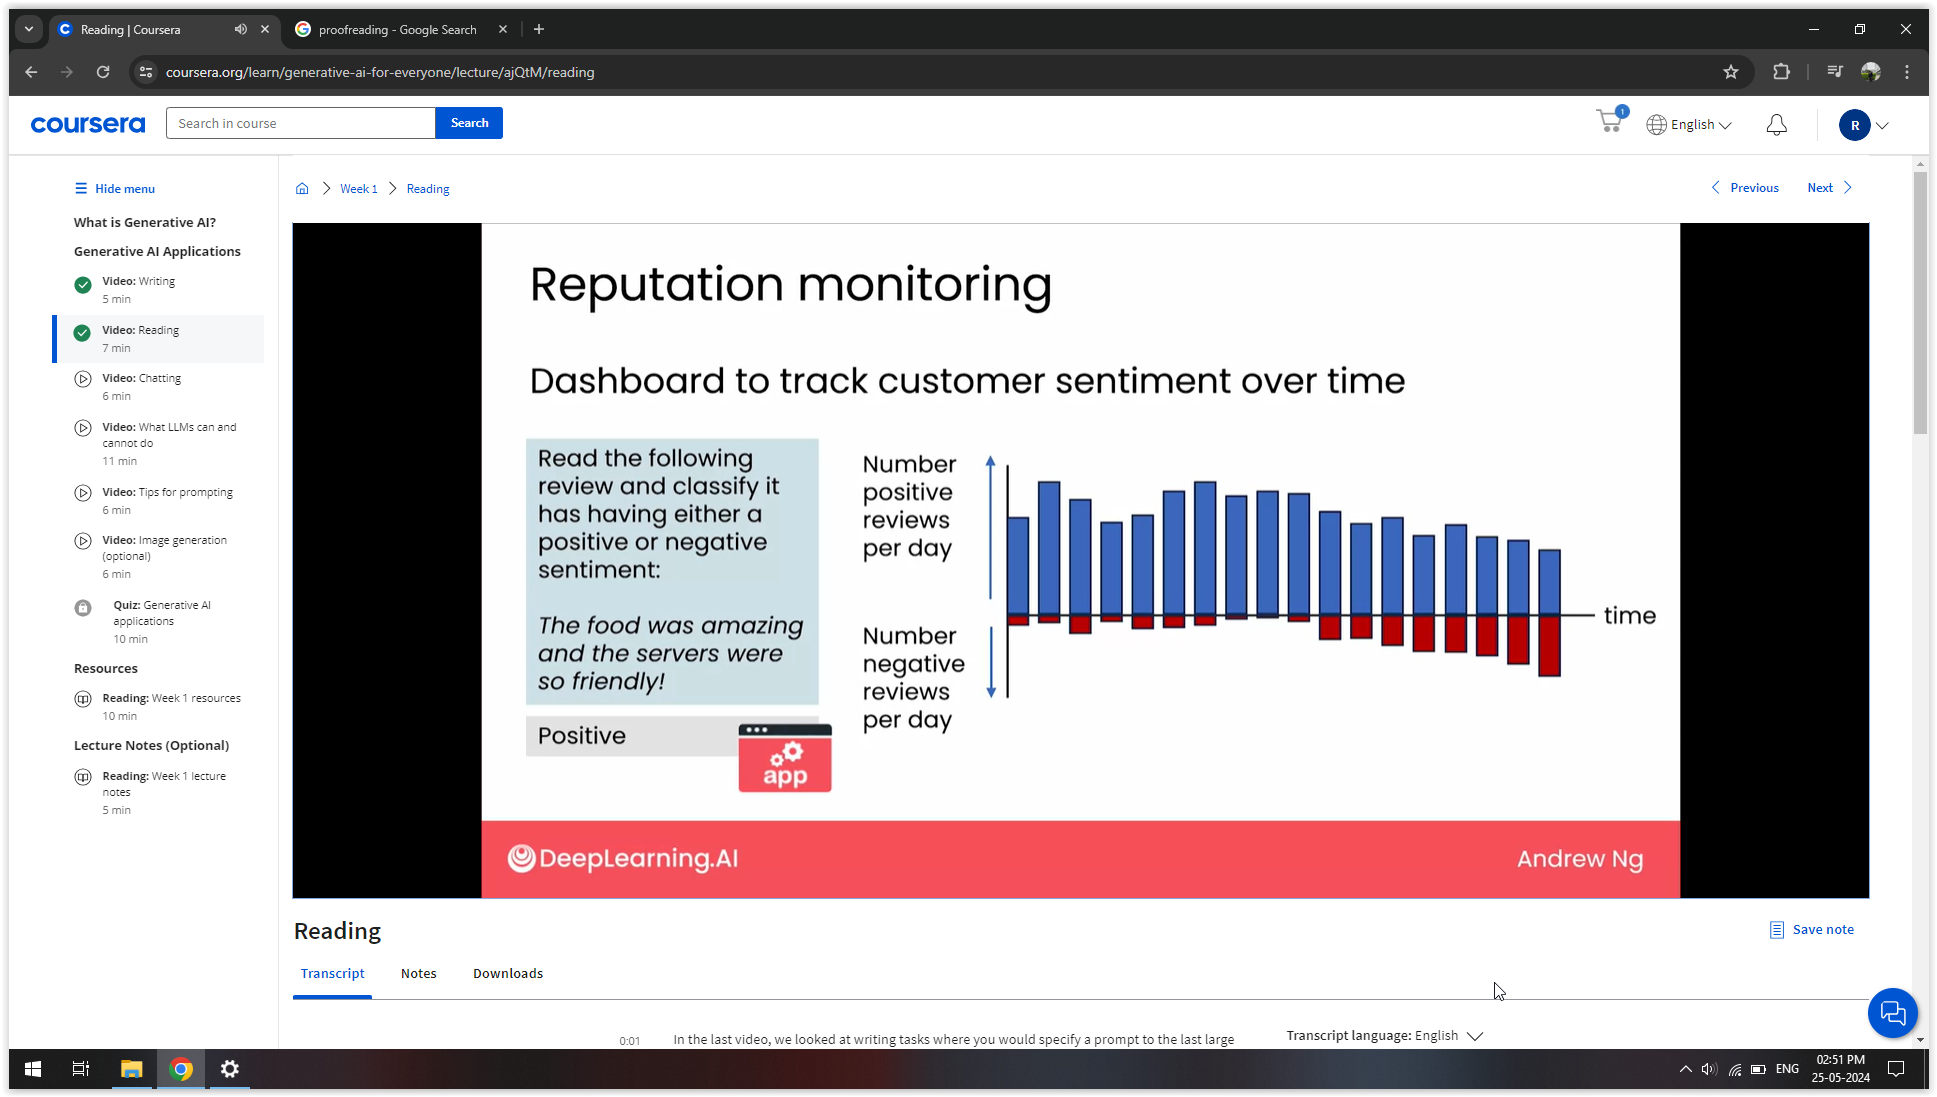 Reading | Coursera
proofreading - Google Search
coursera.org/learn/generative-ai-for-everyone/lecture/ajQtM/reading
coursera
Search in course
Search
1
English
R
Hide menu
Week 1
Reading
Previous
Next
What is Generative AI?
Generative AI Applications
Video: Writing
5 min
Video: Reading
7 min
Video: Chatting
6 min
Video: What LLMs can and
cannot do
11 min
Video: Tips for prompting
6 min
Video: Image generation
(optional)
6 min
Quiz: Generative AI
applications
10 min
Resources
Reading: Week 1 resources
10 min
Lecture Notes (Optional)
Reading: Week 1 lecture
notes
5 min
Reputation monitoring
Dashboard to track customer sentiment over time
Read the following
review and classify it
has having either a
positive or negative
sentiment:
The food was amazing
and the servers were
so friendly!
Positive
app
Number
positive
reviews
per day
Number
negative
reviews
per day
time
DeepLearning.AI
Andrew Ng
Reading
Save note
Transcript
Notes
Downloads
0:01
In the last video, we looked at writing tasks where you would specify a prompt to the last large
Transcript language: English
ENG
02:51 PM
25-05-2024